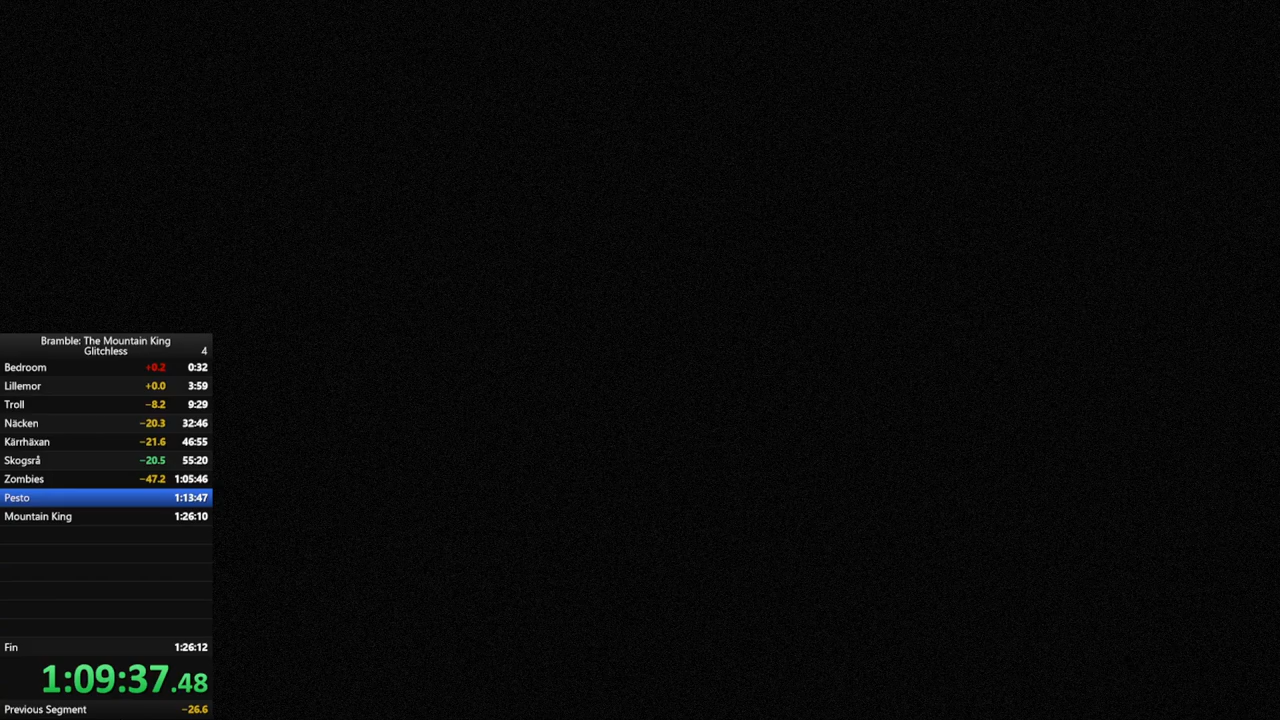 Bramble: The Mountain King
Glitchless 4
Bedroom +0.2 0:32
Lillemor +0.0 3:59
Troll −8.2 9:29
Näcken −20.3 32:46
Kärrhäxan −21.6 46:55
Skogsrå −20.5 55:20
Zombies −47.2 1:05:46
Pesto 1:13:47
Mountain King 1:26:10
Fin 1:26:12
1:09:37.48
Previous Segment −26.6